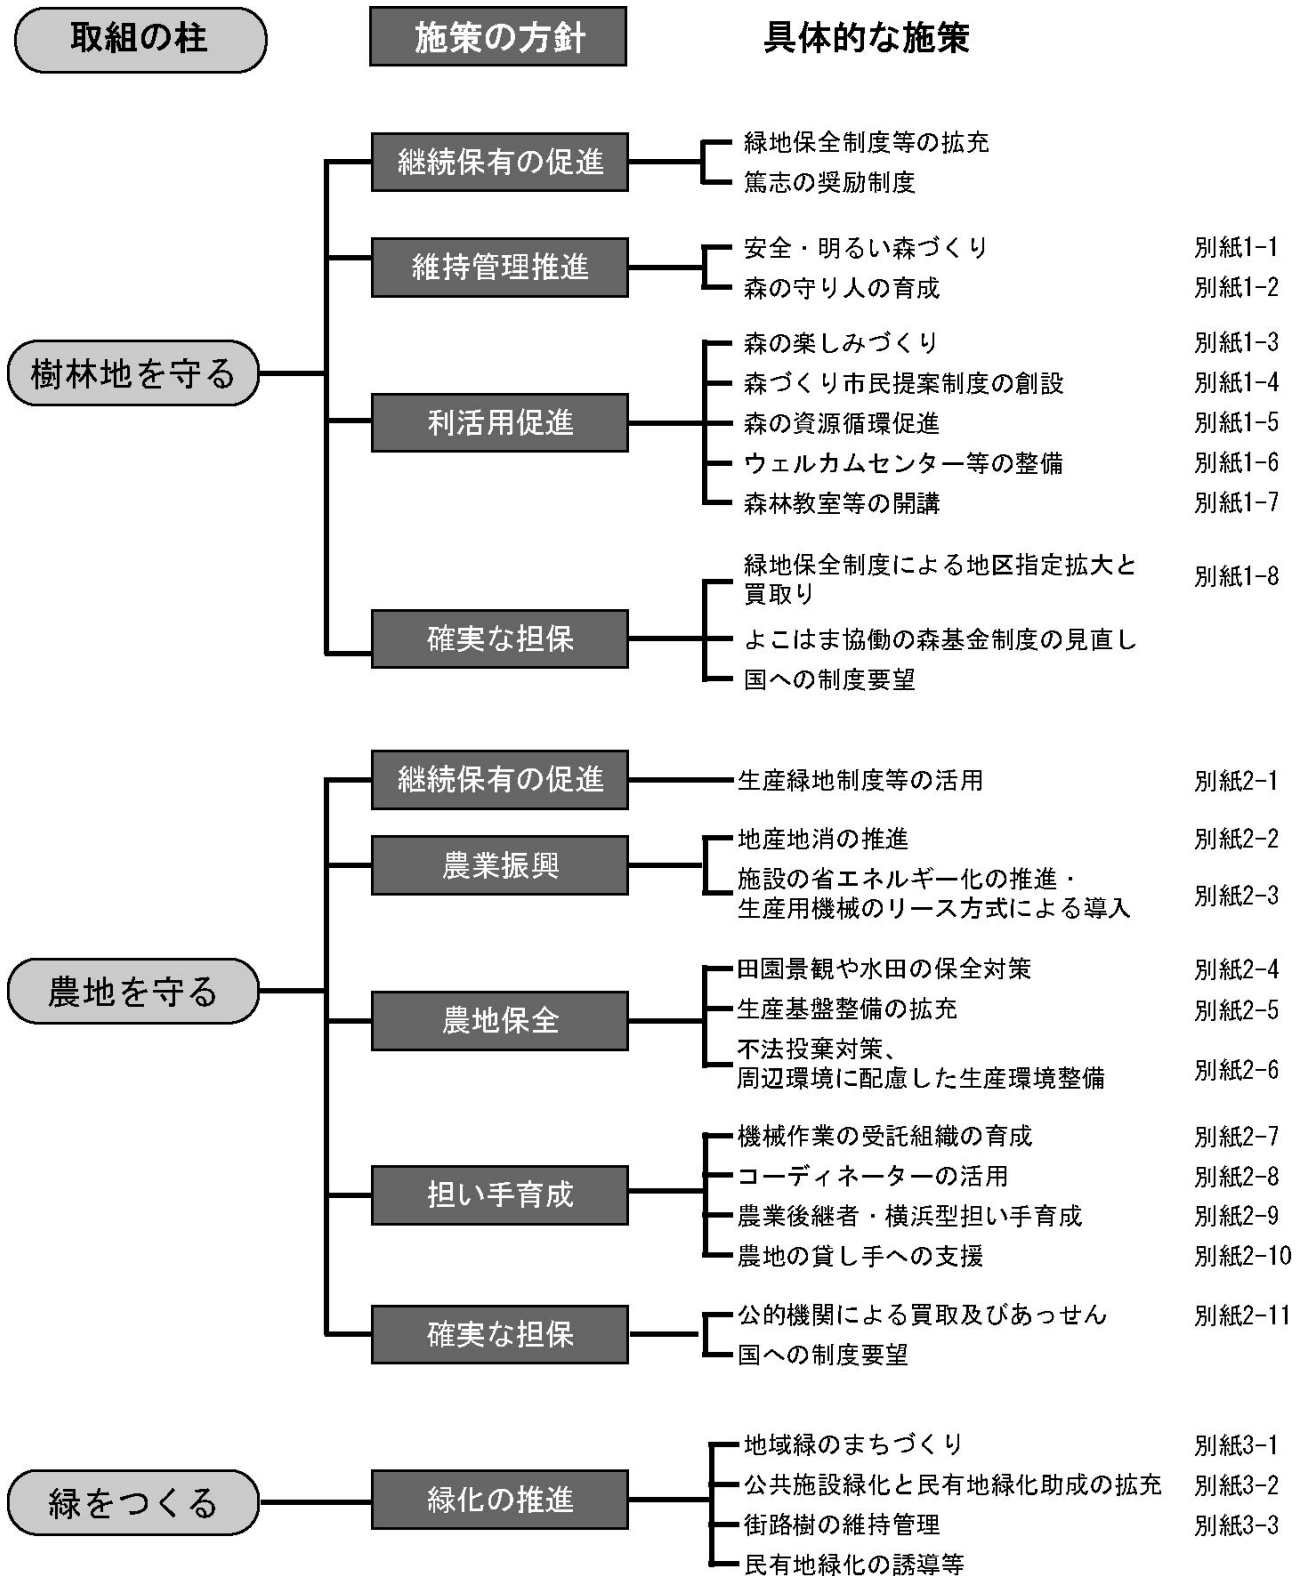 取組の柱
施策の方針
具体的な施策
樹林地を守る
継続保有の促進
緑地保全制度等の拡充
篤志の奨励制度
維持管理推進
安全・明るい森づくり 別紙1-1
森の守り人の育成 別紙1-2
利活用促進
森の楽しみづくり 別紙1-3
森づくり市民提案制度の創設 別紙1-4
森の資源循環促進 別紙1-5
ウェルカムセンター等の整備 別紙1-6
森林教室等の開講 別紙1-7
確実な担保
緑地保全制度による地区指定拡大と
買取り 別紙1-8
よこはま協働の森基金制度の見直し
国への制度要望
農地を守る
継続保有の促進
生産緑地制度等の活用 別紙2-1
農業振興
地産地消の推進 別紙2-2
施設の省エネルギー化の推進・
生産用機械のリース方式による導入 別紙2-3
農地保全
田園景観や水田の保全対策 別紙2-4
生産基盤整備の拡充 別紙2-5
不法投棄対策、
周辺環境に配慮した生産環境整備 別紙2-6
担い手育成
機械作業の受託組織の育成 別紙2-7
コーディネーターの活用 別紙2-8
農業後継者・横浜型担い手育成 別紙2-9
農地の貸し手への支援 別紙2-10
確実な担保
公的機関による買取及びあっせん 別紙2-11
国への制度要望
緑をつくる
緑化の推進
地域緑のまちづくり 別紙3-1
公共施設緑化と民有地緑化助成の拡充 別紙3-2
街路樹の維持管理 別紙3-3
民有地緑化の誘導等